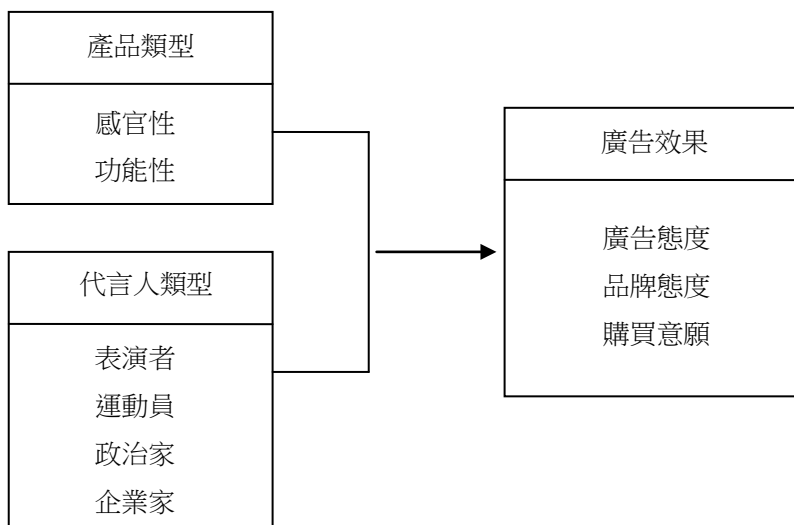 產品類型
感官性
功能性
代言人類型
表演者
運動員
政治家
企業家
廣告效果
廣告態度
品牌態度
購買意願